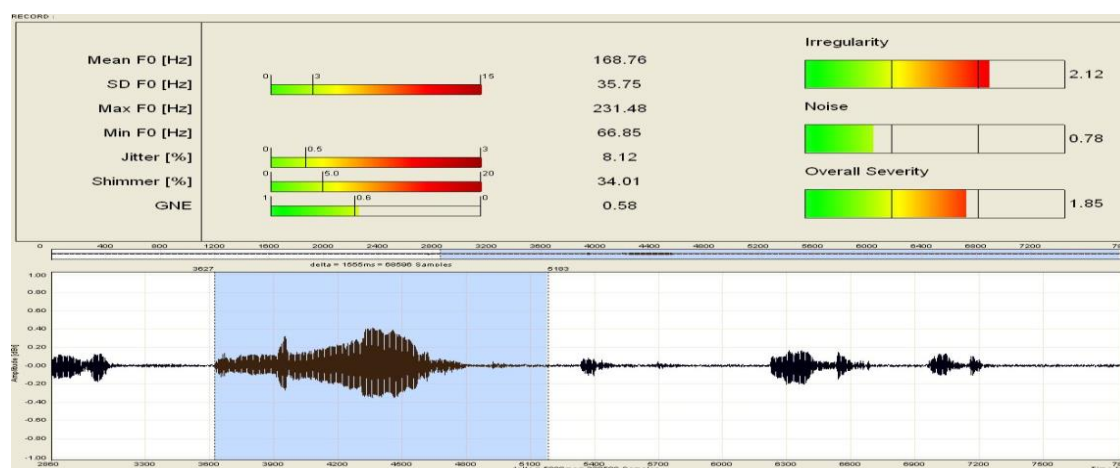 RECORD :
Mean F0 [Hz] 168.76
0 3 15
SD F0 [Hz] 35.75
Max F0 [Hz] 231.48
Min F0 [Hz] 66.85
0 0.5 3
Jitter [%] 8.12
0 5.0 20
Shimmer [%] 34.01
1 0.6 0
GNE 0.58
Irregularity
2.12
Noise
0.78
Overall Severity
1.85
0 400 800 1200 1600 2000 2400 2800 3200 3600 4000 4400 4800 5200 5600 6000 6400 6800 7200
3627 delta = 1555ms = 68586 Samples 5183
1.00
0.80
0.60
0.40
0.20
-0.00
-0.20
-0.40
-0.60
-0.80
-1.00
Amplitude
2860 3300 3600 3900 4200 4500 4800 5100 5400 5700 6000 6300 6600 6900 7200 7500